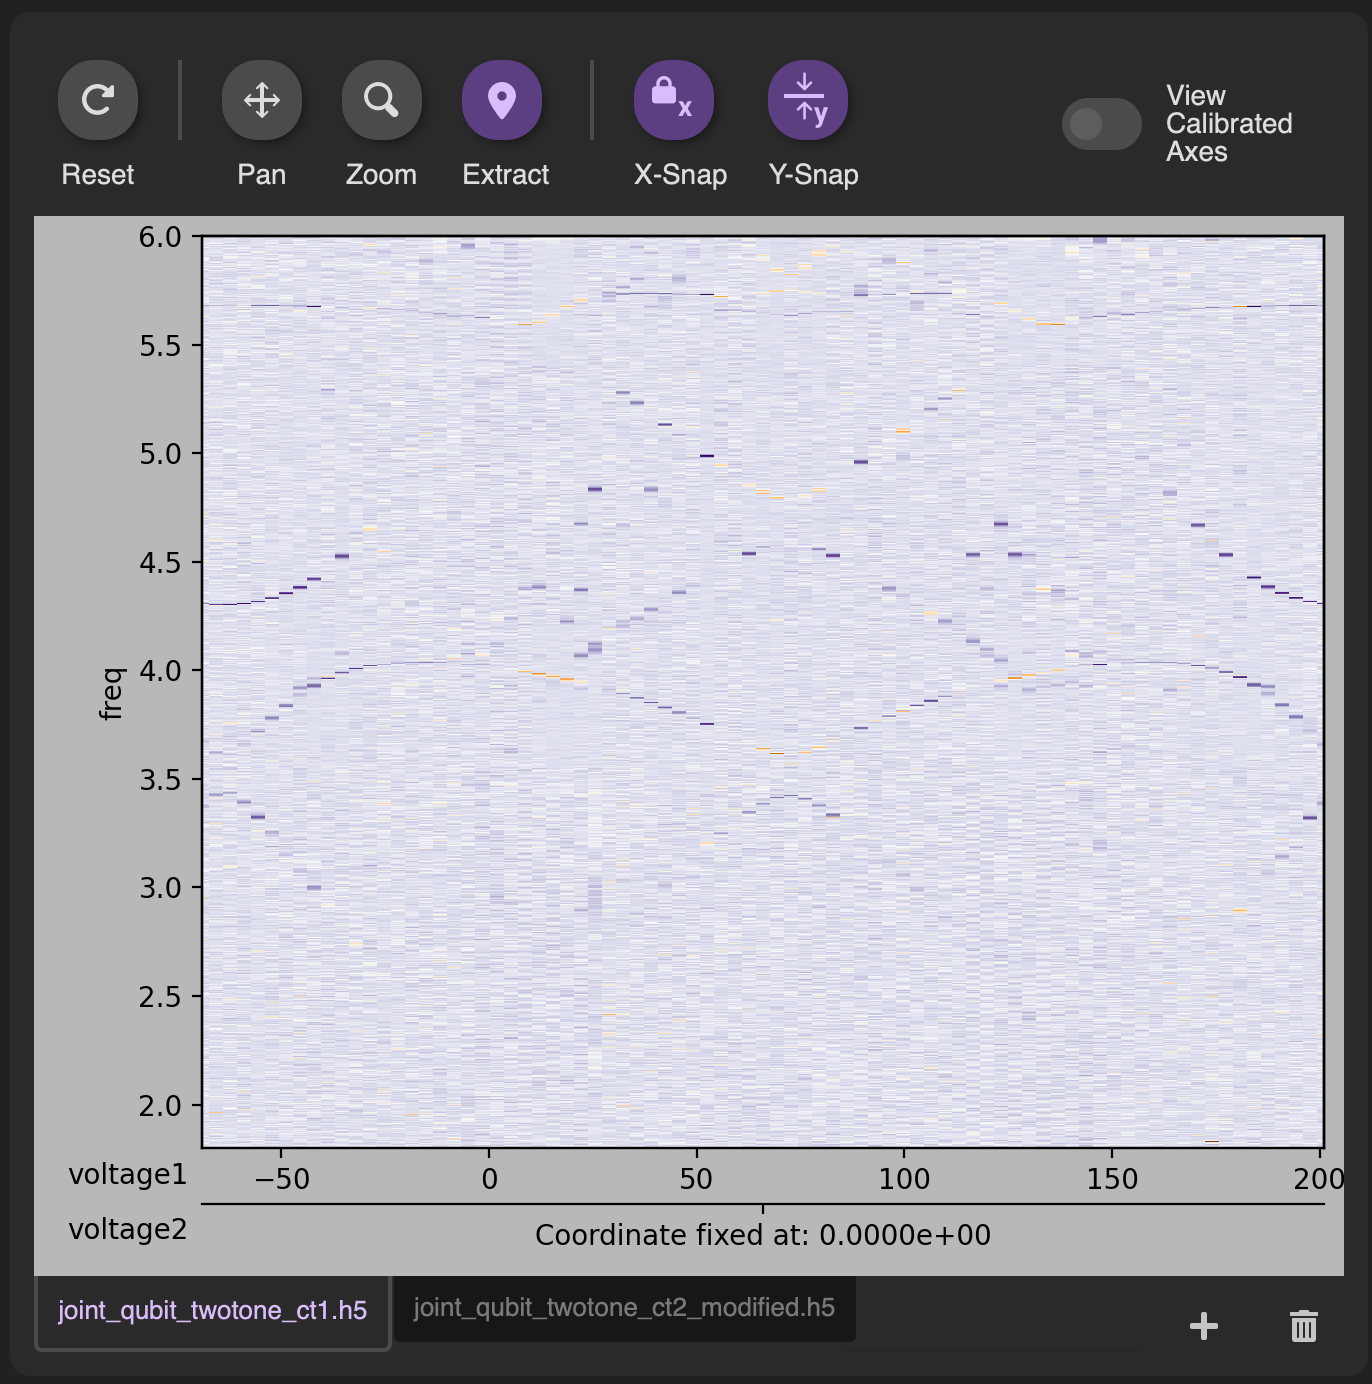 Reset
Pan
Zoom
Extract
x
X-Snap
y
Y-Snap
View
Calibrated
Axes
6.0
5.5
5.0
4.5
4.0
3.5
3.0
2.5
2.0
freq
−50
0
50
100
150
200
voltage1
voltage2
Coordinate fixed at: 0.0000e+00
joint_qubit_twotone_ct1.h5
joint_qubit_twotone_ct2_modified.h5